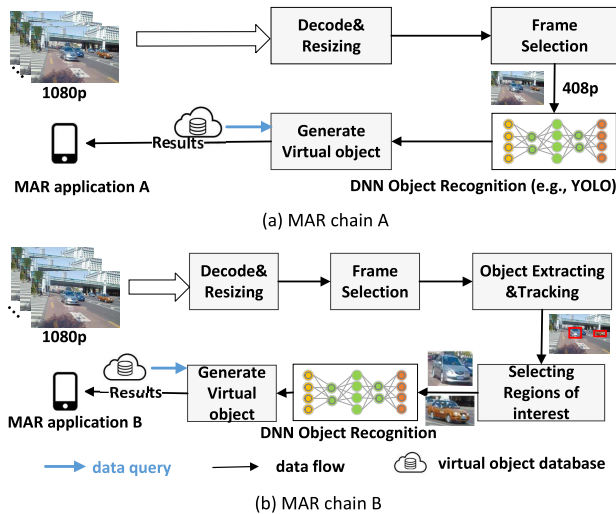 Decode&
Resizing
Frame
Selection
1080p
408p
Generate
Virtual object
Results
MAR application A
DNN Object Recognition (e.g., YOLO)
(a) MAR chain A
Decode&
Resizing
Frame
Selection
Object Extracting
&Tracking
1080p
Generate
Virtual
object
Selecting
Regions of
interest
Results
MAR application B
DNN Object Recognition
data query
data flow
virtual object database
(b) MAR chain B